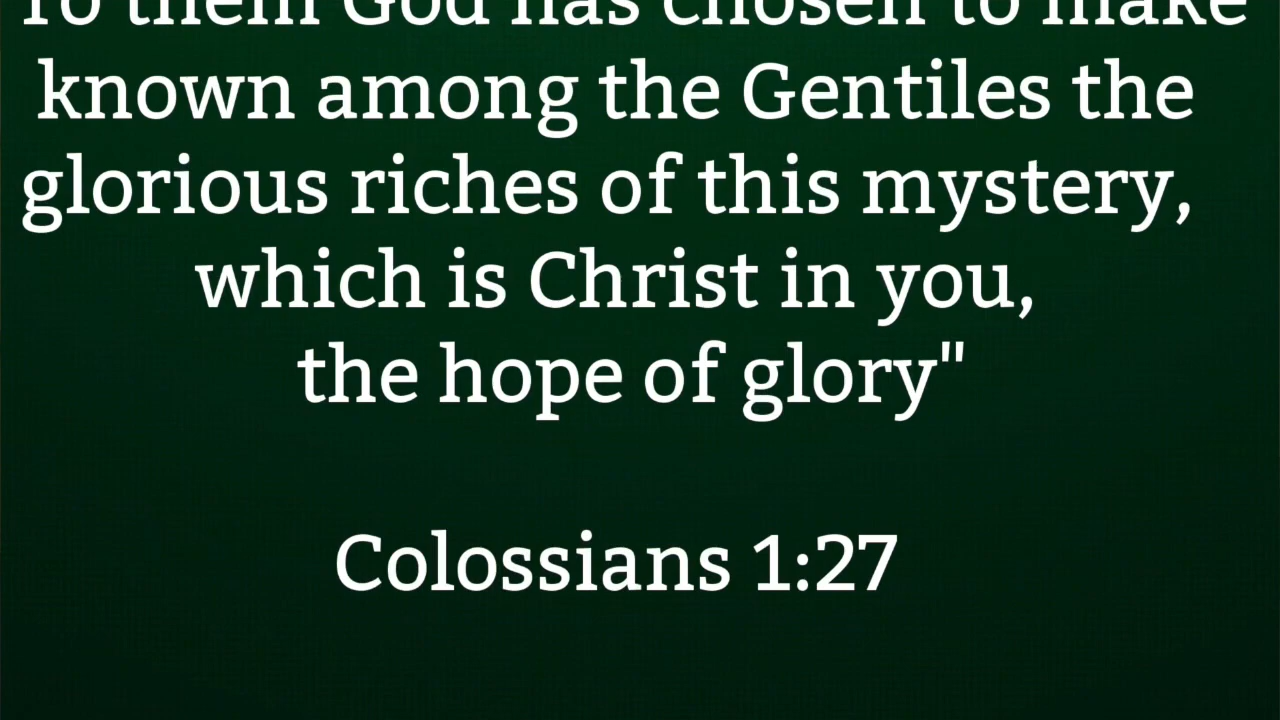 To them God has chosen to make
known among the Gentiles the
glorious riches of this mystery,
which is Christ in you,
the hope of glory"
Colossians 1:27